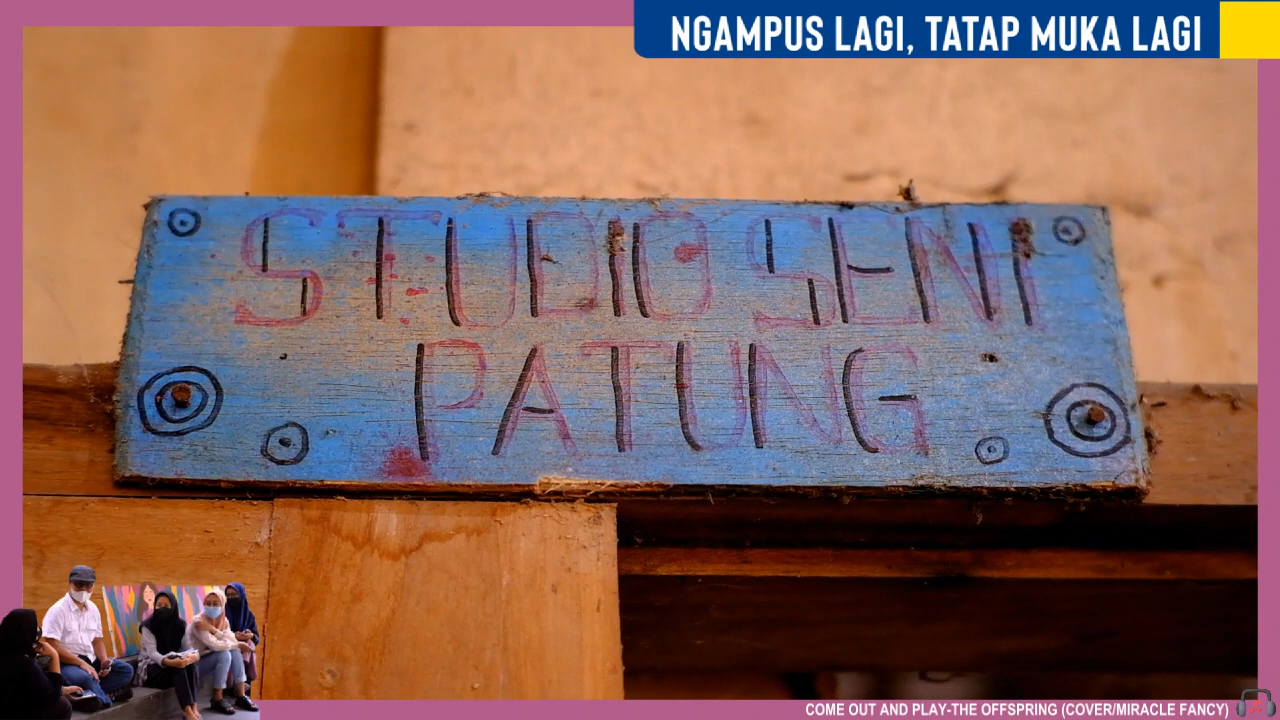 NGAMPUS LAGI, TATAP MUKA LAGI
STUDIO SENI
PATUNG
COME OUT AND PLAY-THE OFFSPRING (COVER/MIRACLE FANCY)